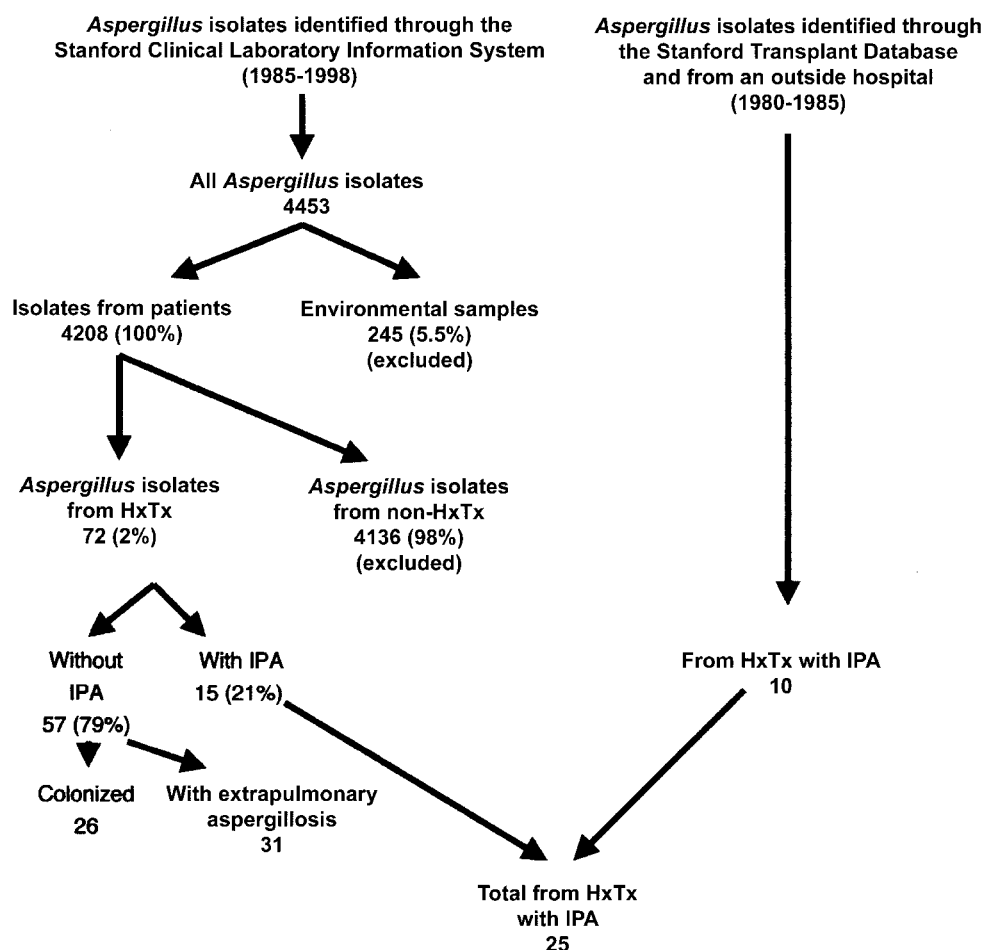 Aspergillus isolates identified through the
Stanford Clinical Laboratory Information System
(1985-1998)
Aspergillus isolates identified through
the Stanford Transplant Database
and from an outside hospital
(1980-1985)
All Aspergillus isolates
4453
Isolates from patients
4208 (100%)
Environmental samples
245 (5.5%)
(excluded)
Aspergillus isolates
from HxTx
72 (2%)
Aspergillus isolates
from non-HxTx
4136 (98%)
(excluded)
Without
IPA
57 (79%)
With IPA
15 (21%)
From HxTx with IPA
10
Colonized
26
With extrapulmonary
aspergillosis
31
Total from HxTx
with IPA
25